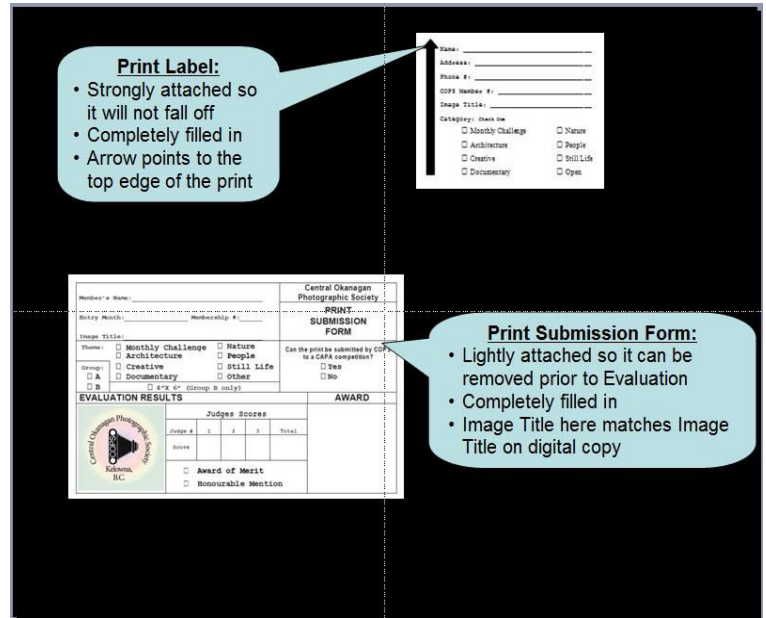 Print Label:
• Strongly attached so
it will not fall off
• Completely filled in
• Arrow points to the
top edge of the print
Name:
Address:
Phone #:
COPS Member #:
Image Title:
Category: Check One
☐ Monthly Challenge ☐ Nature
☐ Architecture ☐ People
☐ Creative ☐ Still Life
☐ Documentary ☐ Open
Member's Name:
Entry Month: Membership #:
Image Title:
Central Okanagan
Photographic Society
PRINT
SUBMISSION
FORM
Theme: ☐ Monthly Challenge ☐ Nature
☐ Architecture ☐ People
Group: ☐ Creative ☐ Still Life
☐ A ☐ Documentary ☐ Other
☐ B ☐ 4"X 6" (Group B only)
Can the print be submitted by COPS
to a CAPA competition?
☐ Yes
☐ No
EVALUATION RESULTS AWARD
Central Okanagan Photographic Society
COPS
Kelowna,
B.C.
Judges Scores
Judge # 1 2 3 Total
Score
☐ Award of Merit
☐ Honourable Mention
Print Submission Form:
• Lightly attached so it can be
removed prior to Evaluation
• Completely filled in
• Image Title here matches Image
Title on digital copy